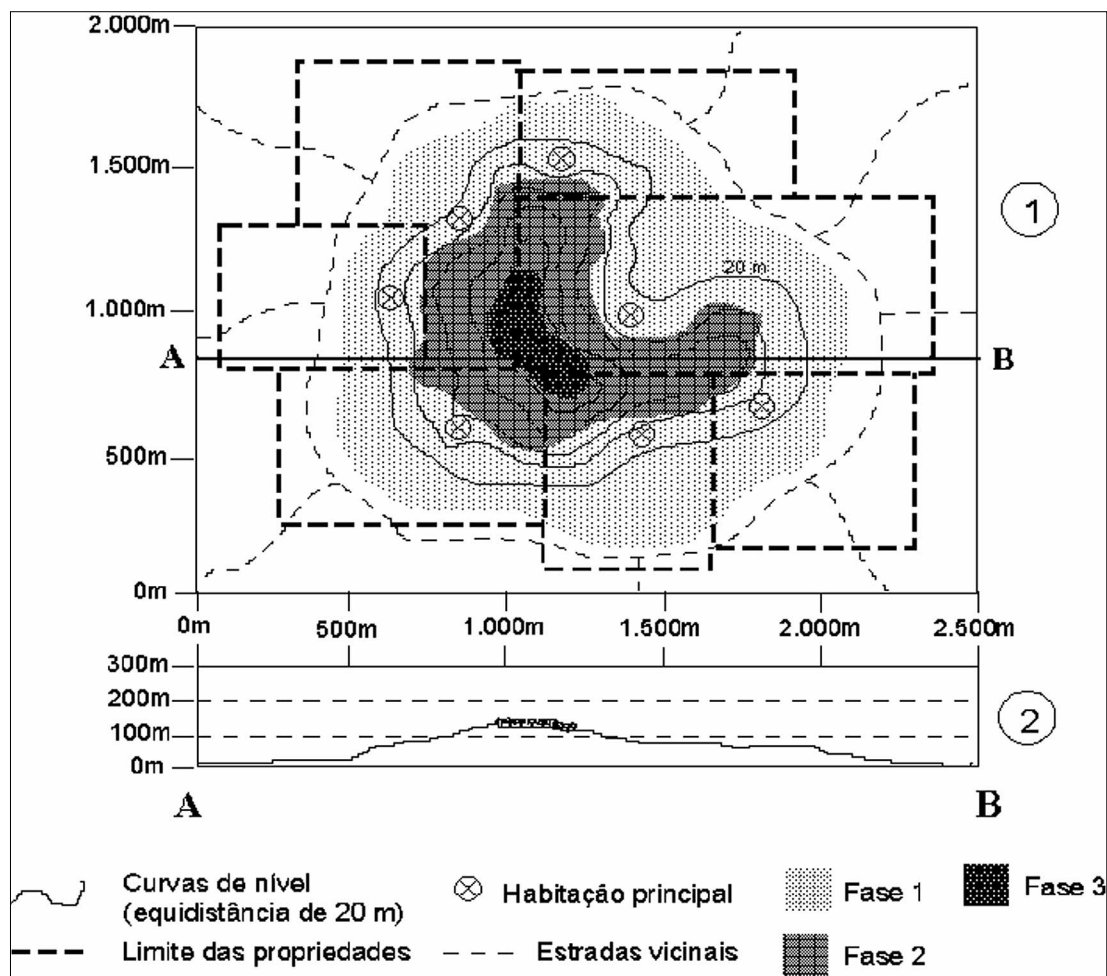 2.000m
1
1.500m
20 m
1.000m
A
B
500m
0m
0m
500m
1.000m
1.500m
2.000m
2.500m
300m
200m
2
100m
0m
A
B
Curvas de nível
(equidistância de 20 m)
Habitação principal
Fase 1
Fase 3
Limite das propriedades
Estradas vicinais
Fase 2